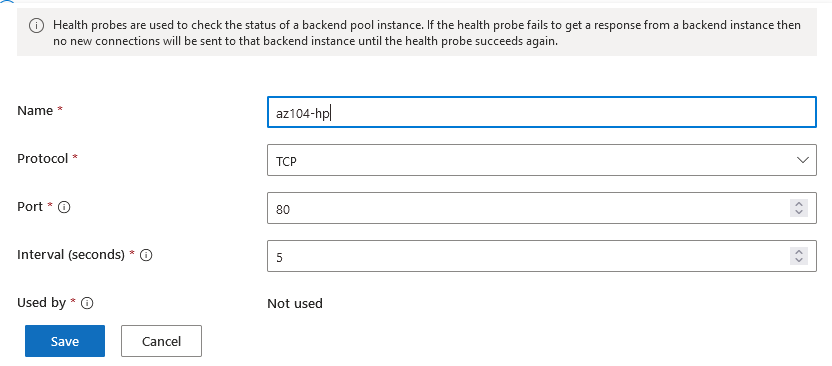 Health probes are used to check the status of a backend pool instance. If the health probe fails to get a response from a backend instance then
no new connections will be sent to that backend instance until the health probe succeeds again.
Name *
az104-hp
Protocol *
TCP
Port *
80
Interval (seconds) *
5
Used by *
Not used
Save
Cancel